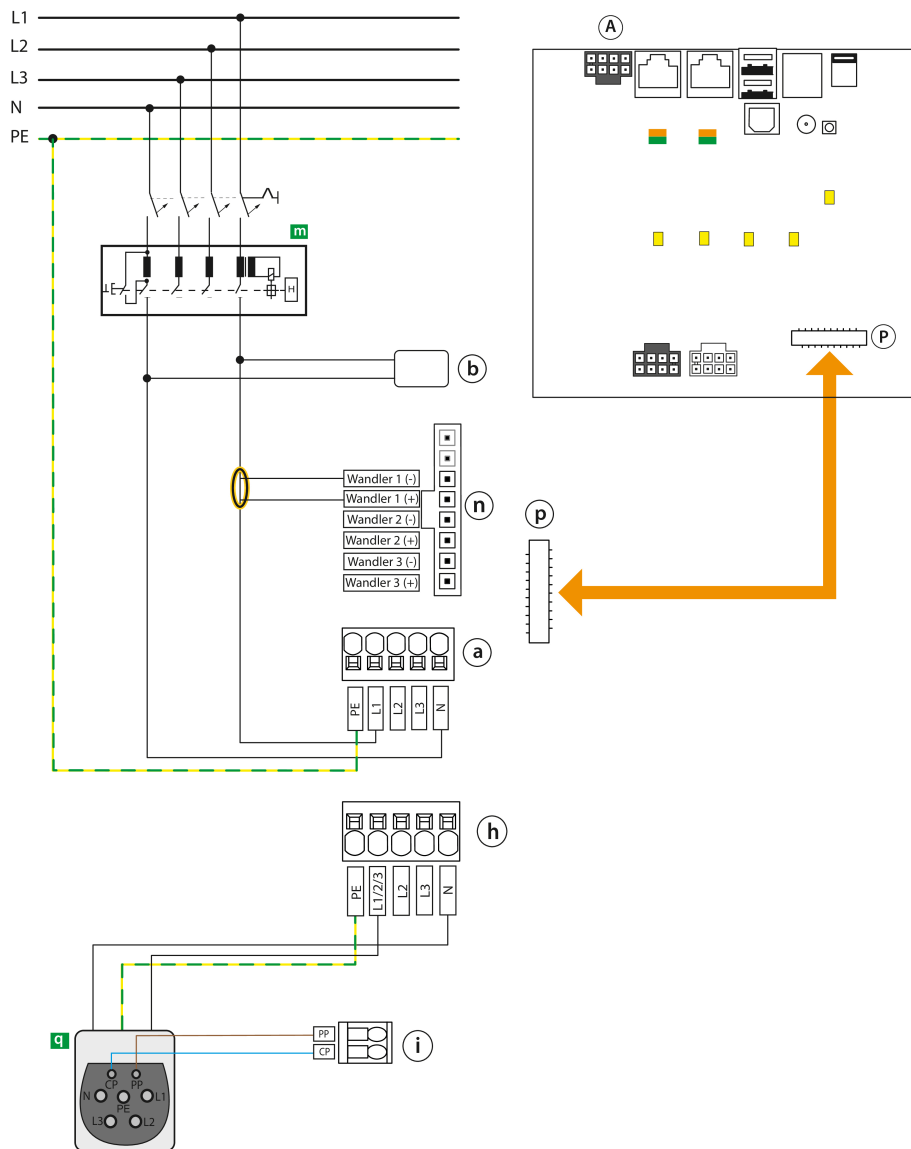 L1
L2
L3
N
PE
A
m
H
P
b
Wandler 1 (-)
Wandler 1 (+)
Wandler 2 (-)
Wandler 2 (+)
Wandler 3 (-)
Wandler 3 (+)
n
p
a
PE
L1
L2
L3
N
h
PE
L1/2/3
L2
L3
N
q
PP
CP
i
CP PP
N
L1
PE
L3
L2